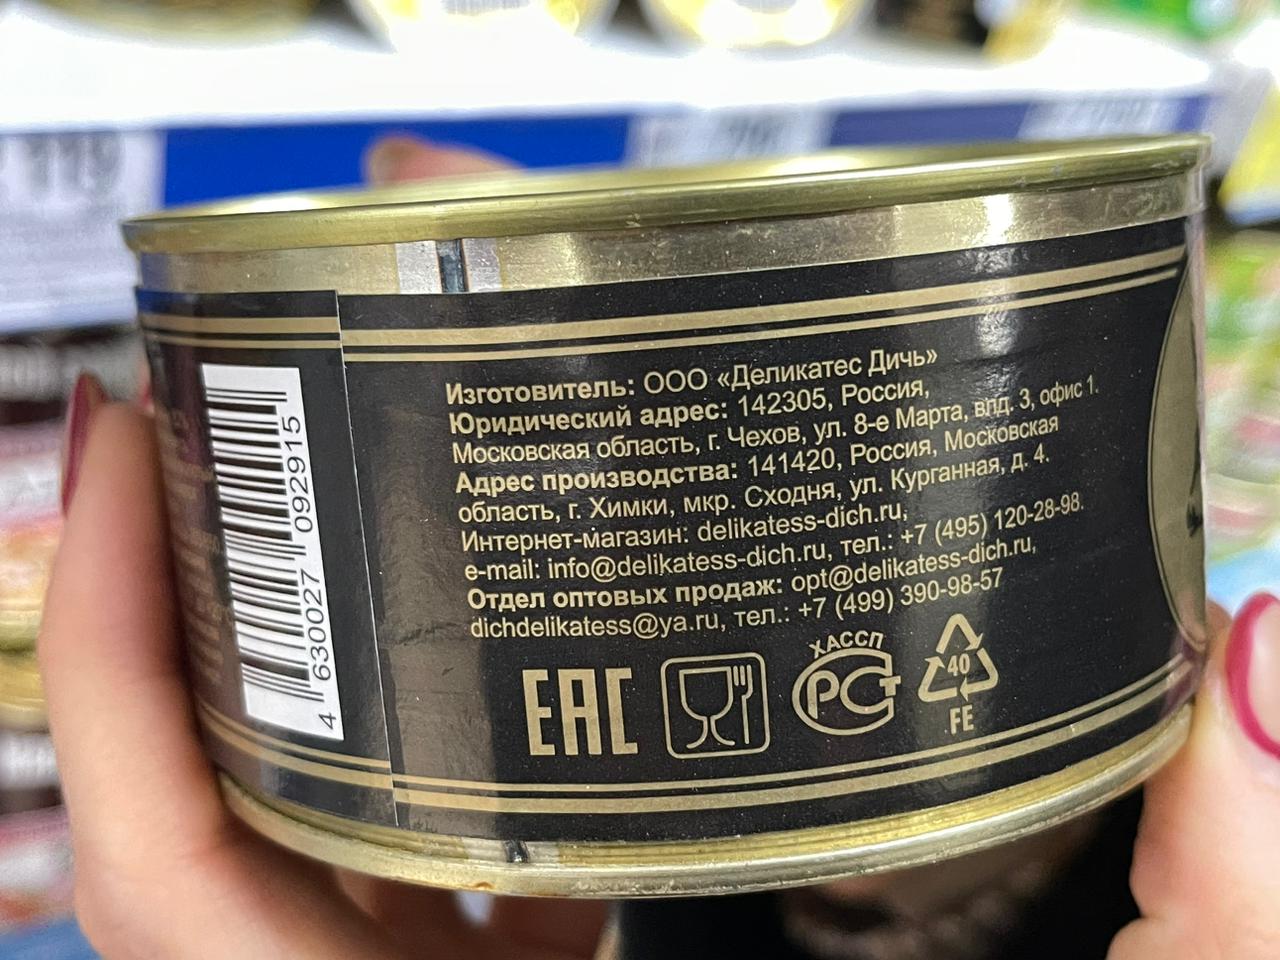 119
Изготовитель: ООО «Деликатес Дичь»
Юридический адрес: 142305, Россия,
Московская область, г. Чехов, ул. 8-е Марта, влд. 3, офис 1.
Адрес производства: 141420, Россия, Московская
область, г. Химки, мкр. Сходня, ул. Курганная, д. 4.
Интернет-магазин: delikatess-dich.ru,
e-mail: info@delikatess-dich.ru, тел.: +7 (495) 120-28-98.
Отдел оптовых продаж: opt@delikatess-dich.ru,
dichdelikatess@ya.ru, тел.: +7 (499) 390-98-57
4 630027 092915
EAC
ХАССП
РСТ
40
FE